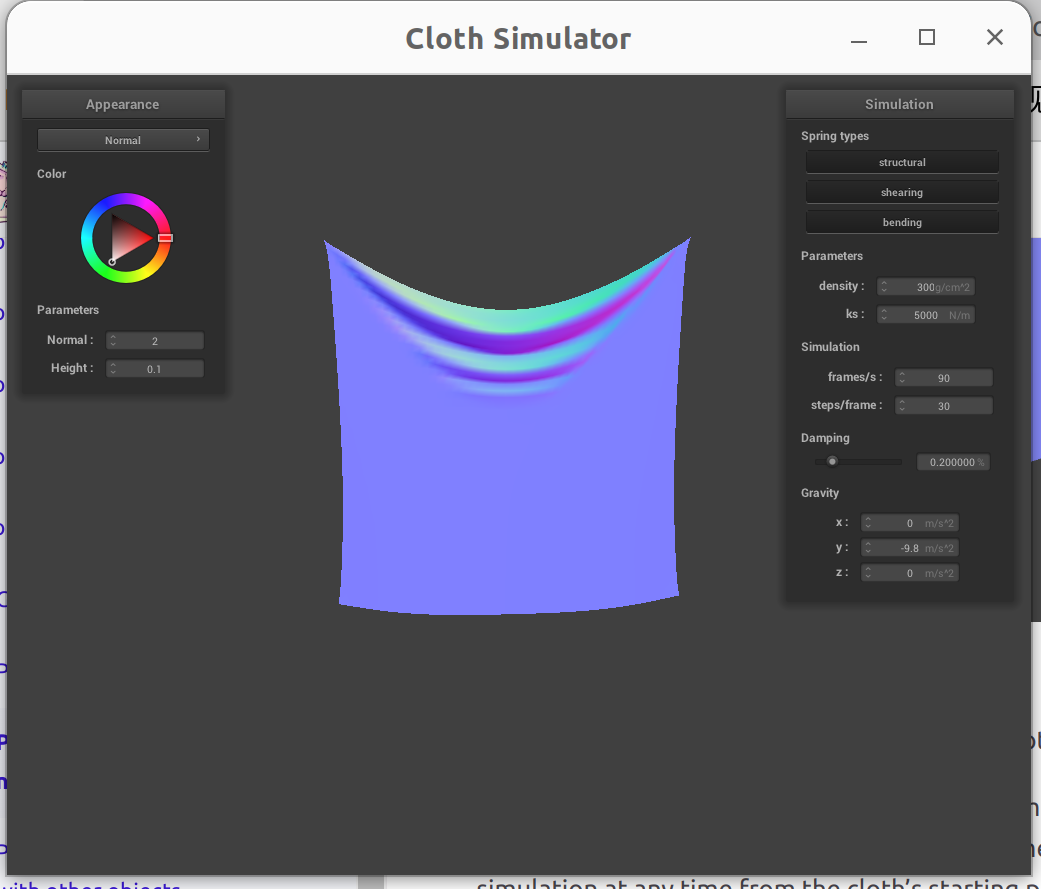 Cloth Simulator
Appearance
Normal
Color
Parameters
Normal : 2
Height : 0.1
Simulation
Spring types
structural
shearing
bending
Parameters
density : 300g/cm^2
ks : 5000 N/m
Simulation
frames/s : 90
steps/frame : 30
Damping
0.200000 %
Gravity
x : 0 m/s^2
y : -9.8 m/s^2
z : 0 m/s^2
with other objects
simulation at any time from the cloth's starting p